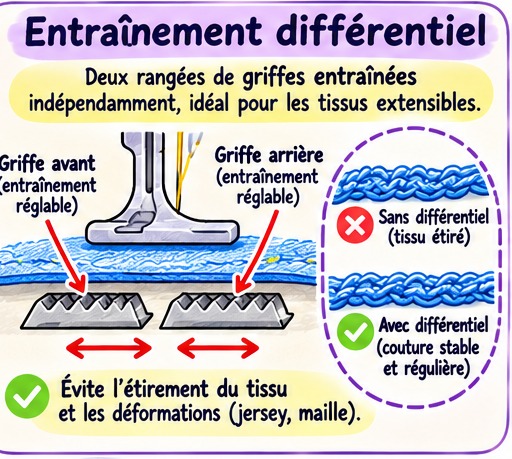 Entraînement différentiel
Deux rangées de griffes entraînées
indépendamment, idéal pour les tissus extensibles.
Griffe avant
(entraînement
réglable)
Griffe arrière
(entraînement
réglable)
Sans différentiel
(tissu étiré)
Avec différentiel
(couture stable
et régulière)
Évite l'étirement du tissu
et les déformations (jersey, maille).